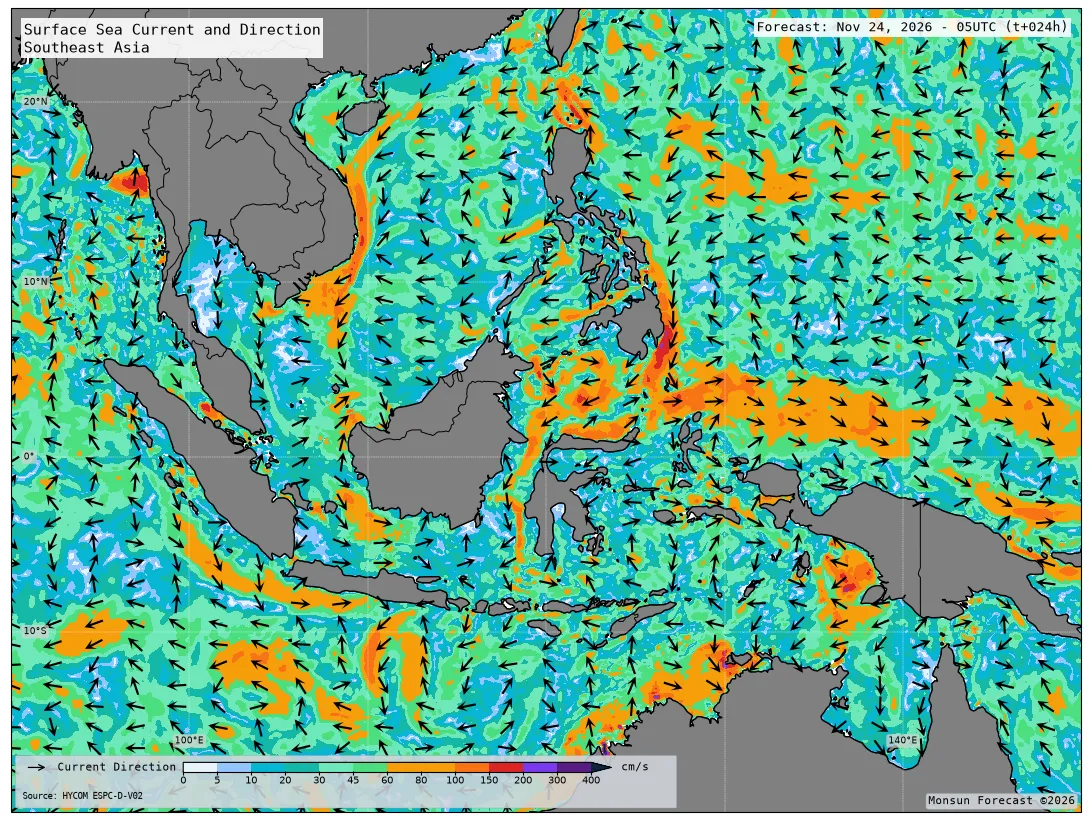 Surface Sea Current and Direction
Southeast Asia
Forecast: Nov 24, 2026 - 05UTC (t+024h)
20°N
10°N
0°
10°S
100°E
140°E
Current Direction
0 5 10 20 30 45 60 80 100 150 200 300 400 cm/s
Source: HYCOM ESPC-D-V02
Monsun Forecast ©2026